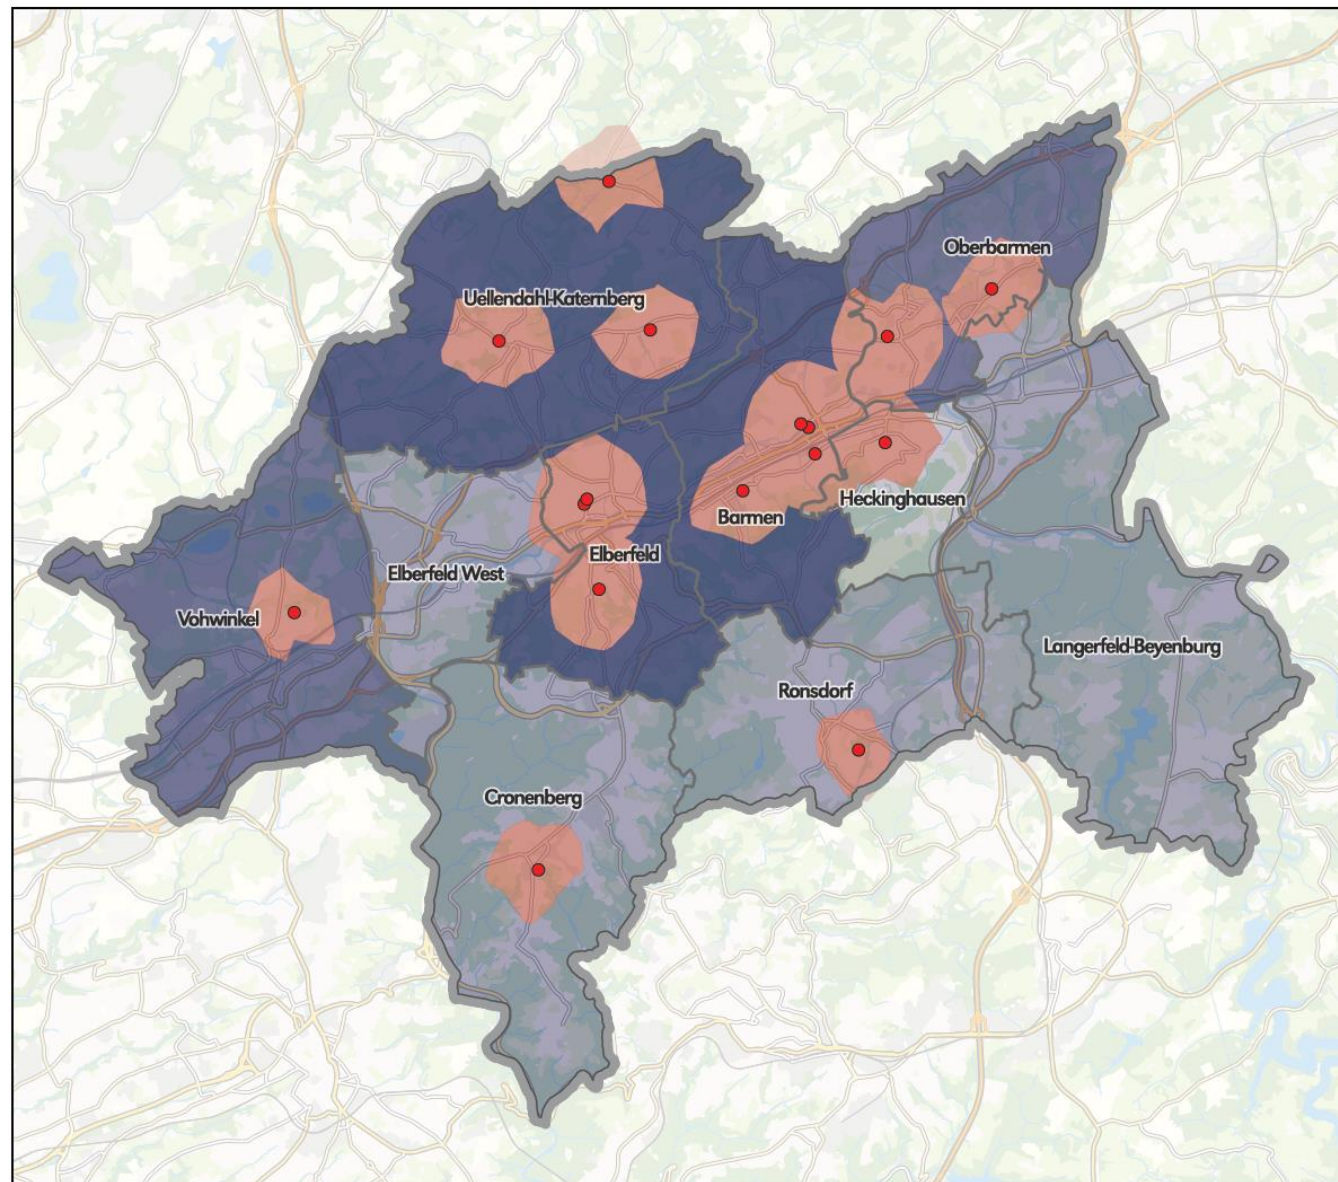 Oberbarmen
Uellendahl-Katernberg
Heckinghausen
Barmen
Elberfeld
Elberfeld West
Vohwinkel
Langerfeld-Beyenburg
Ronsdorf
Cronenberg